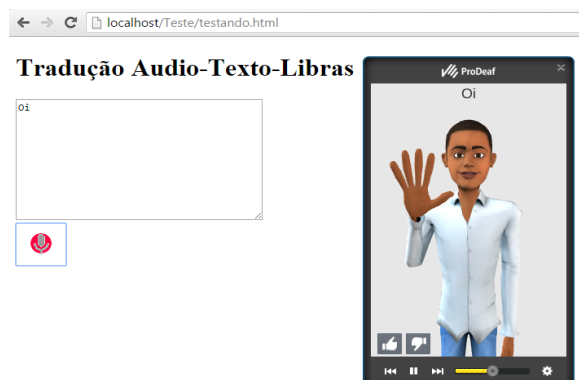 localhost/Teste/testando.html
Tradução Audio-Texto-Libras
Oi
ProDeaf
Oi